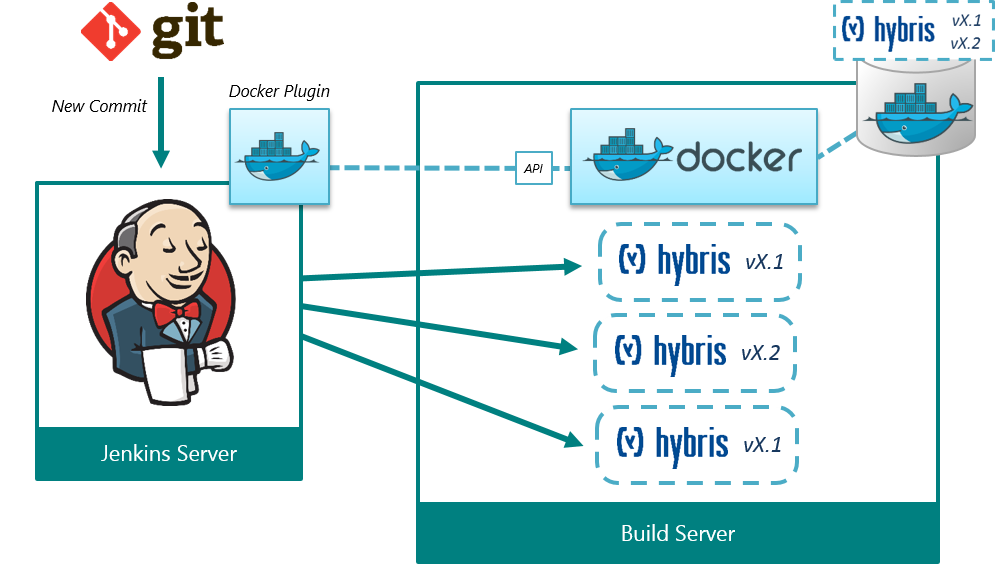 git
New Commit
Docker Plugin
hybris vX.1
vX.2
API
docker
hybris vX.1
hybris vX.2
hybris vX.1
Jenkins Server
Build Server